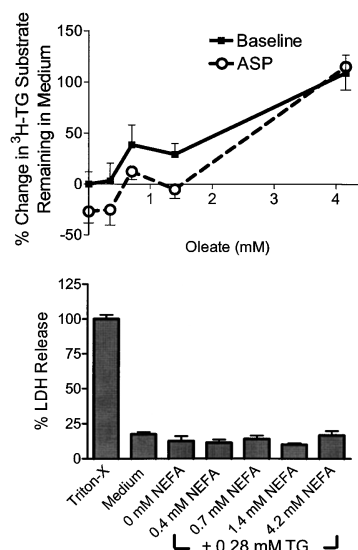 % Change in ³H-TG Substrate
Remaining in Medium
150
100
50
0
-50
Baseline
ASP
1
2
3
4
Oleate (mM)
% LDH Release
125
100
75
50
25
0
Triton-X
Medium
0 mM NEFA
0.4 mM NEFA
0.7 mM NEFA
1.4 mM NEFA
4.2 mM NEFA
± 0.28 mM TG